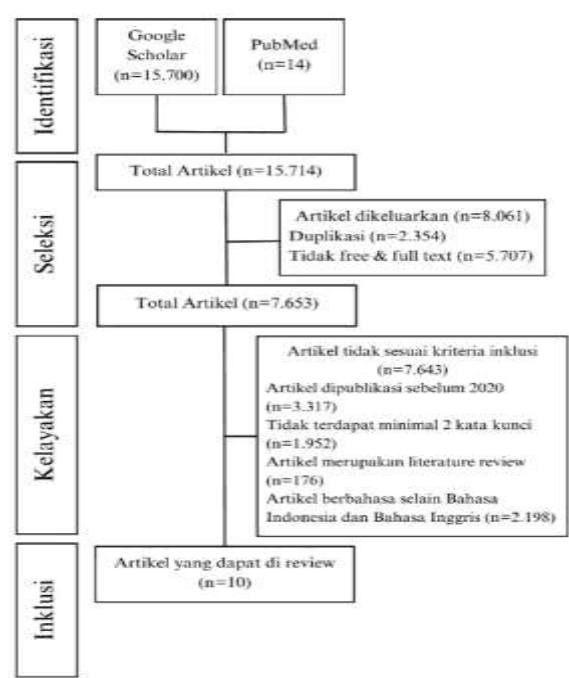 Identifikasi
Google
Scholar
(n=15.700)
PubMed
(n=14)
Seleksi
Total Artikel (n=15.714)
Artikel dikeluarkan (n=8.061)
Duplikasi (n=2.354)
Tidak free & full text (n=5.707)
Total Artikel (n=7.653)
Kelayakan
Artikel tidak sesuai kriteria inklusi
(n=7.643)
Artikel dipublikasi sebelum 2020
(n=3.317)
Tidak terdapat minimal 2 kata kunci
(n=1.952)
Artikel merupakan literature review
(n=176)
Artikel berbahasa selain Bahasa
Indonesia dan Bahasa Inggris (n=2.198)
Inklusi
Artikel yang dapat di review
(n=10)